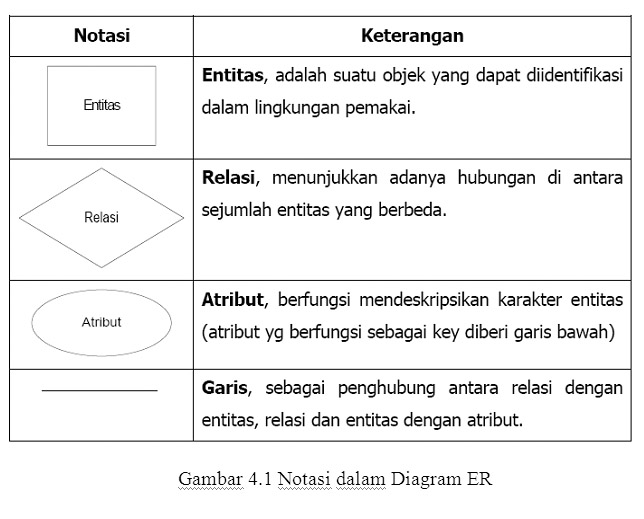 Notasi Keterangan
Entitas
Entitas, adalah suatu objek yang dapat diidentifikasi
dalam lingkungan pemakai.
Relasi
Relasi, menunjukkan adanya hubungan di antara
sejumlah entitas yang berbeda.
Atribut
Atribut, berfungsi mendeskripsikan karakter entitas
(atribut yg berfungsi sebagai key diberi garis bawah)
Garis, sebagai penghubung antara relasi dengan
entitas, relasi dan entitas dengan atribut.
Gambar 4.1 Notasi dalam Diagram ER